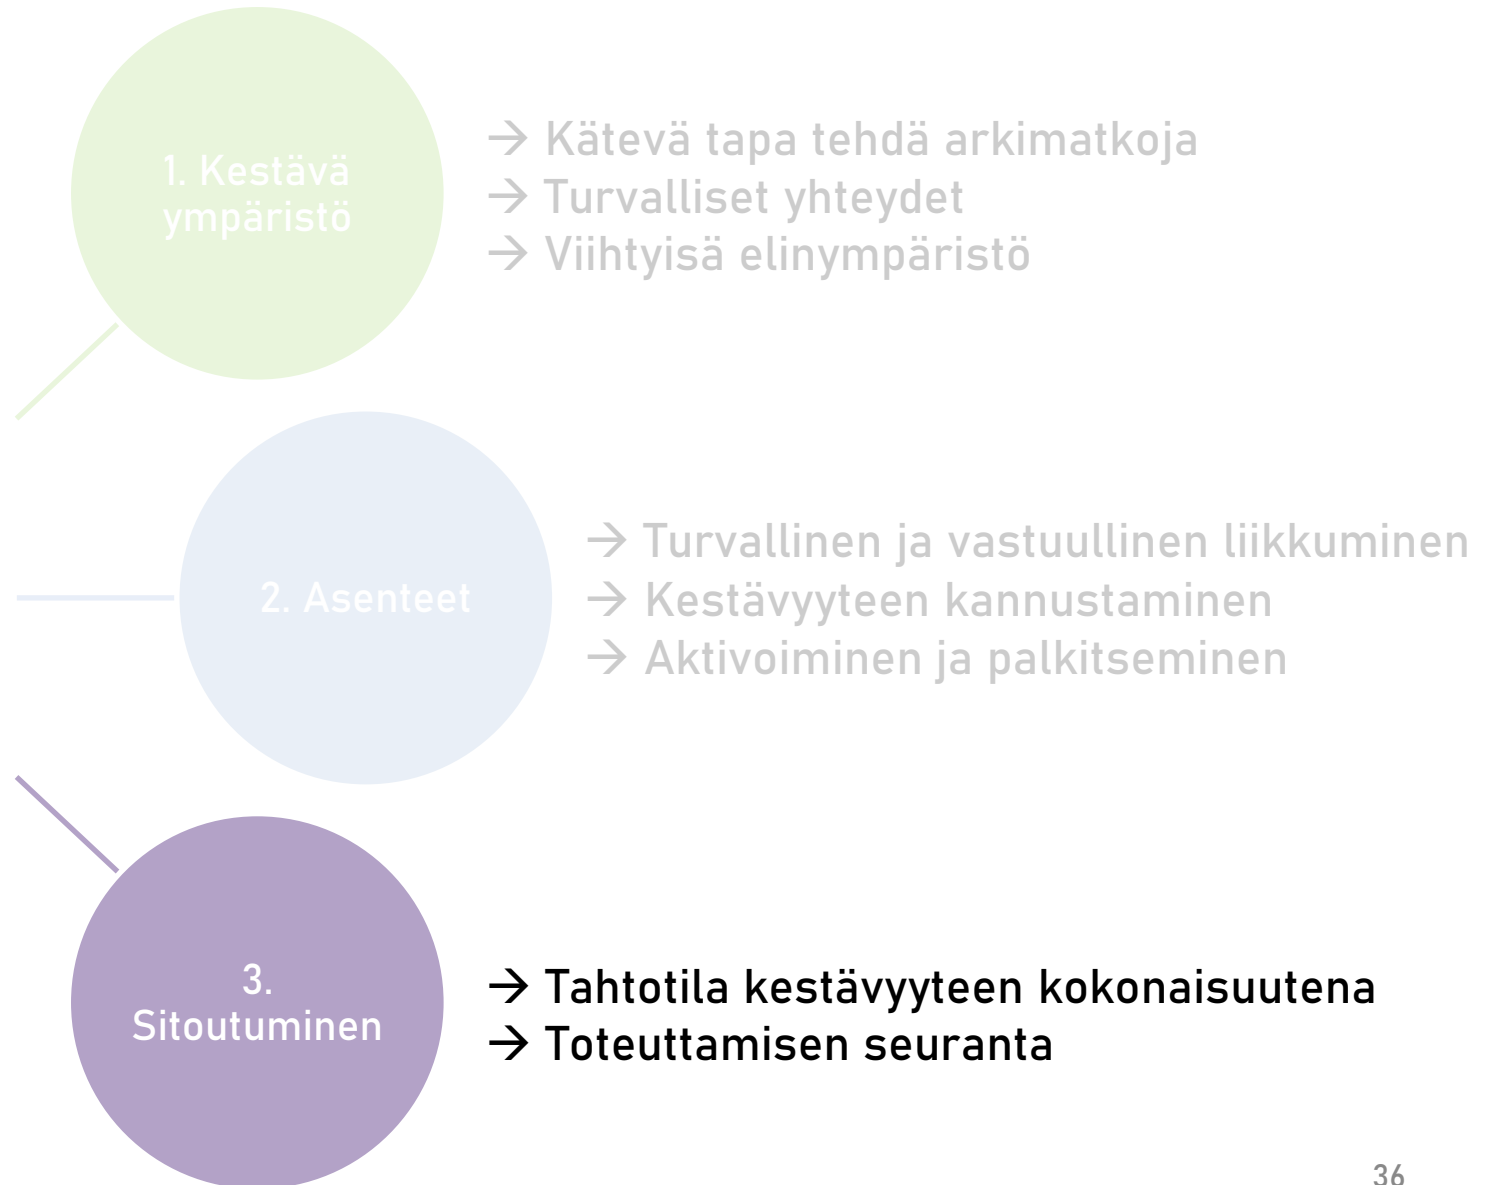 1. Kestävä
ympäristö
→ Kätevä tapa tehdä arkimatkoja
→ Turvalliset yhteydet
→ Viihtyisä elinympäristö
2. Asenteet
→ Turvallinen ja vastuullinen liikkuminen
→ Kestävyyteen kannustaminen
→ Aktivoiminen ja palkitseminen
3.
Sitoutuminen
→ Tahtotila kestävyyteen kokonaisuutena
→ Toteuttamisen seuranta
36